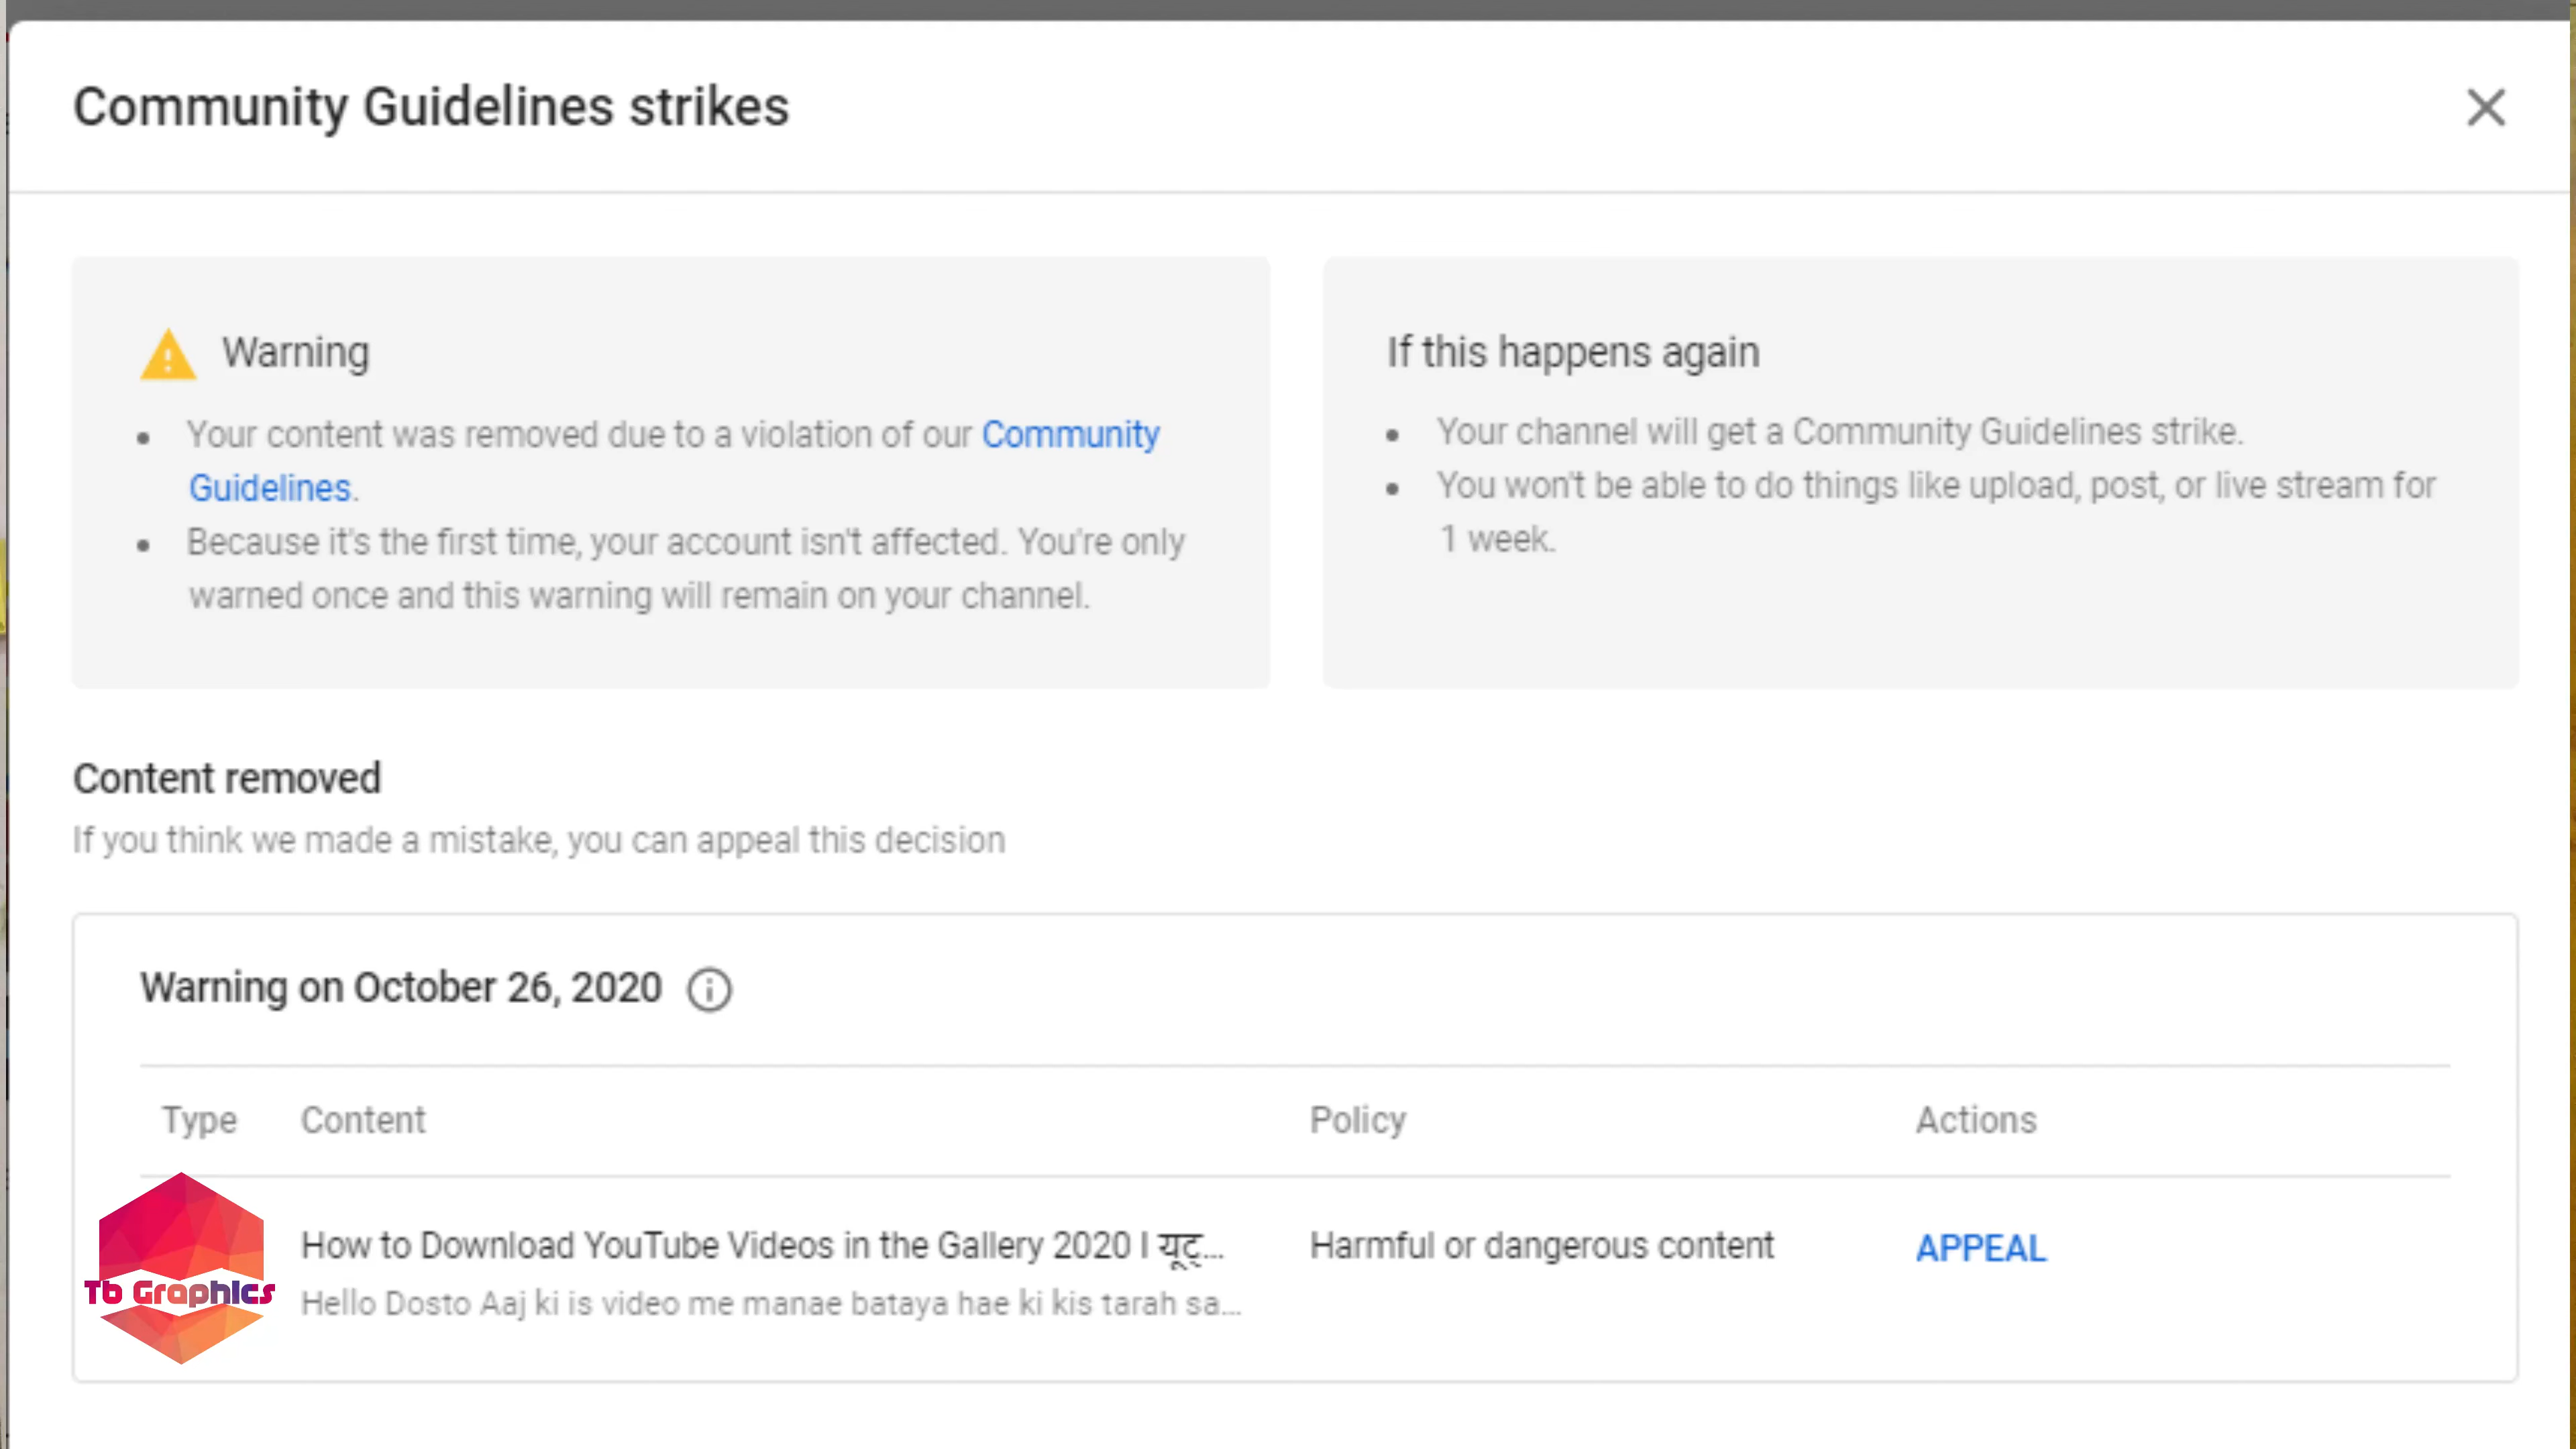 Community Guidelines strikes
Warning
Your content was removed due to a violation of our Community
Guidelines.
Because it's the first time, your account isn't affected. You're only
warned once and this warning will remain on your channel.
If this happens again
Your channel will get a Community Guidelines strike.
You won't be able to do things like upload, post, or live stream for
1 week.
Content removed
If you think we made a mistake, you can appeal this decision
Warning on October 26, 2020
Type Content Policy Actions
How to Download YouTube Videos in the Gallery 2020 I यूट्... Harmful or dangerous content APPEAL
Tb Graphics
Hello Dosto Aaj ki is video me manae bataya hae ki kis tarah sa...